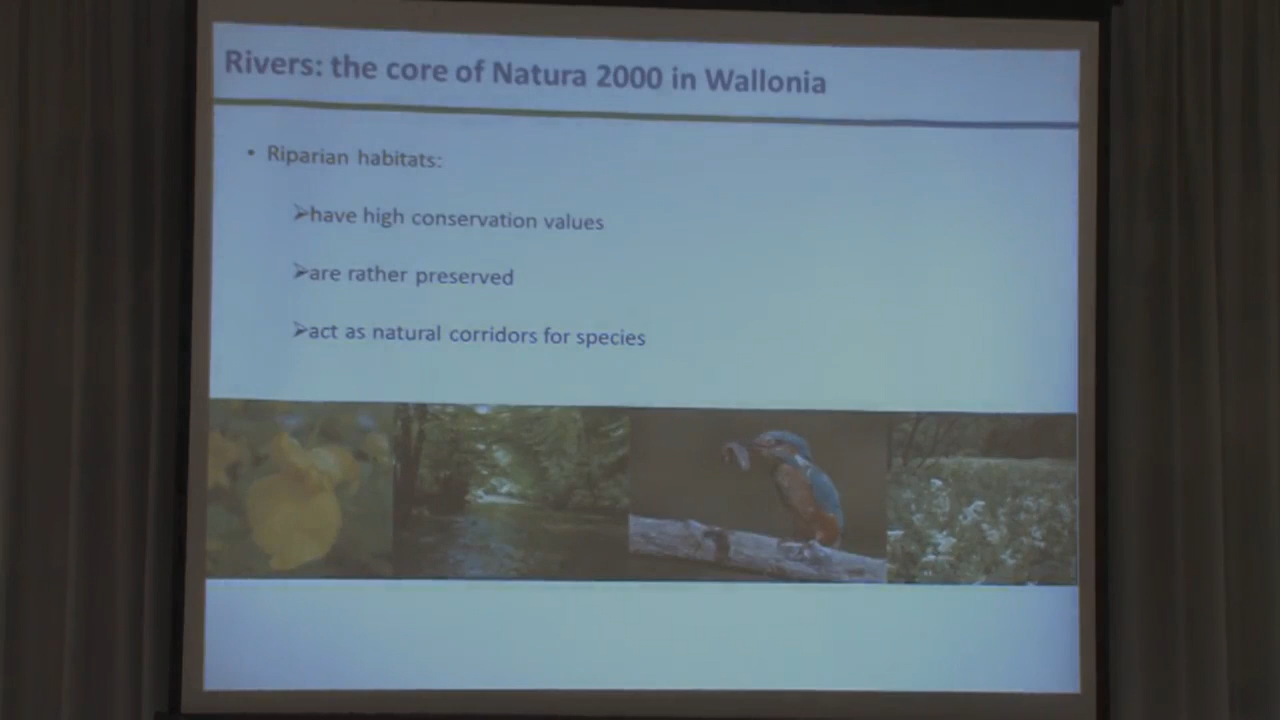 Rivers: the core of Natura 2000 in Wallonia
• Riparian habitats:
➢have high conservation values
➢are rather preserved
➢act as natural corridors for species